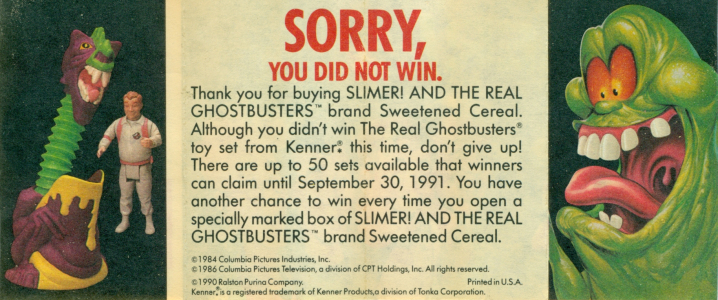 SORRY,
YOU DID NOT WIN.
Thank you for buying SLIMER! AND THE REAL
GHOSTBUSTERS™ brand Sweetened Cereal.
Although you didn't win The Real Ghostbusters®
toy set from Kenner® this time, don't give up!
There are up to 50 sets available that winners
can claim until September 30, 1991. You have
another chance to win every time you open a
specially marked box of SLIMER! AND THE REAL
GHOSTBUSTERS™ brand Sweetened Cereal.
©1984 Columbia Pictures Industries, Inc.
©1986 Columbia Pictures Television, a division of CPT Holdings, Inc. All rights reserved.
©1990 Ralston Purina Company. Printed in U.S.A.
Kenner® is a registered trademark of Kenner Products,a division of Tonka Corporation.